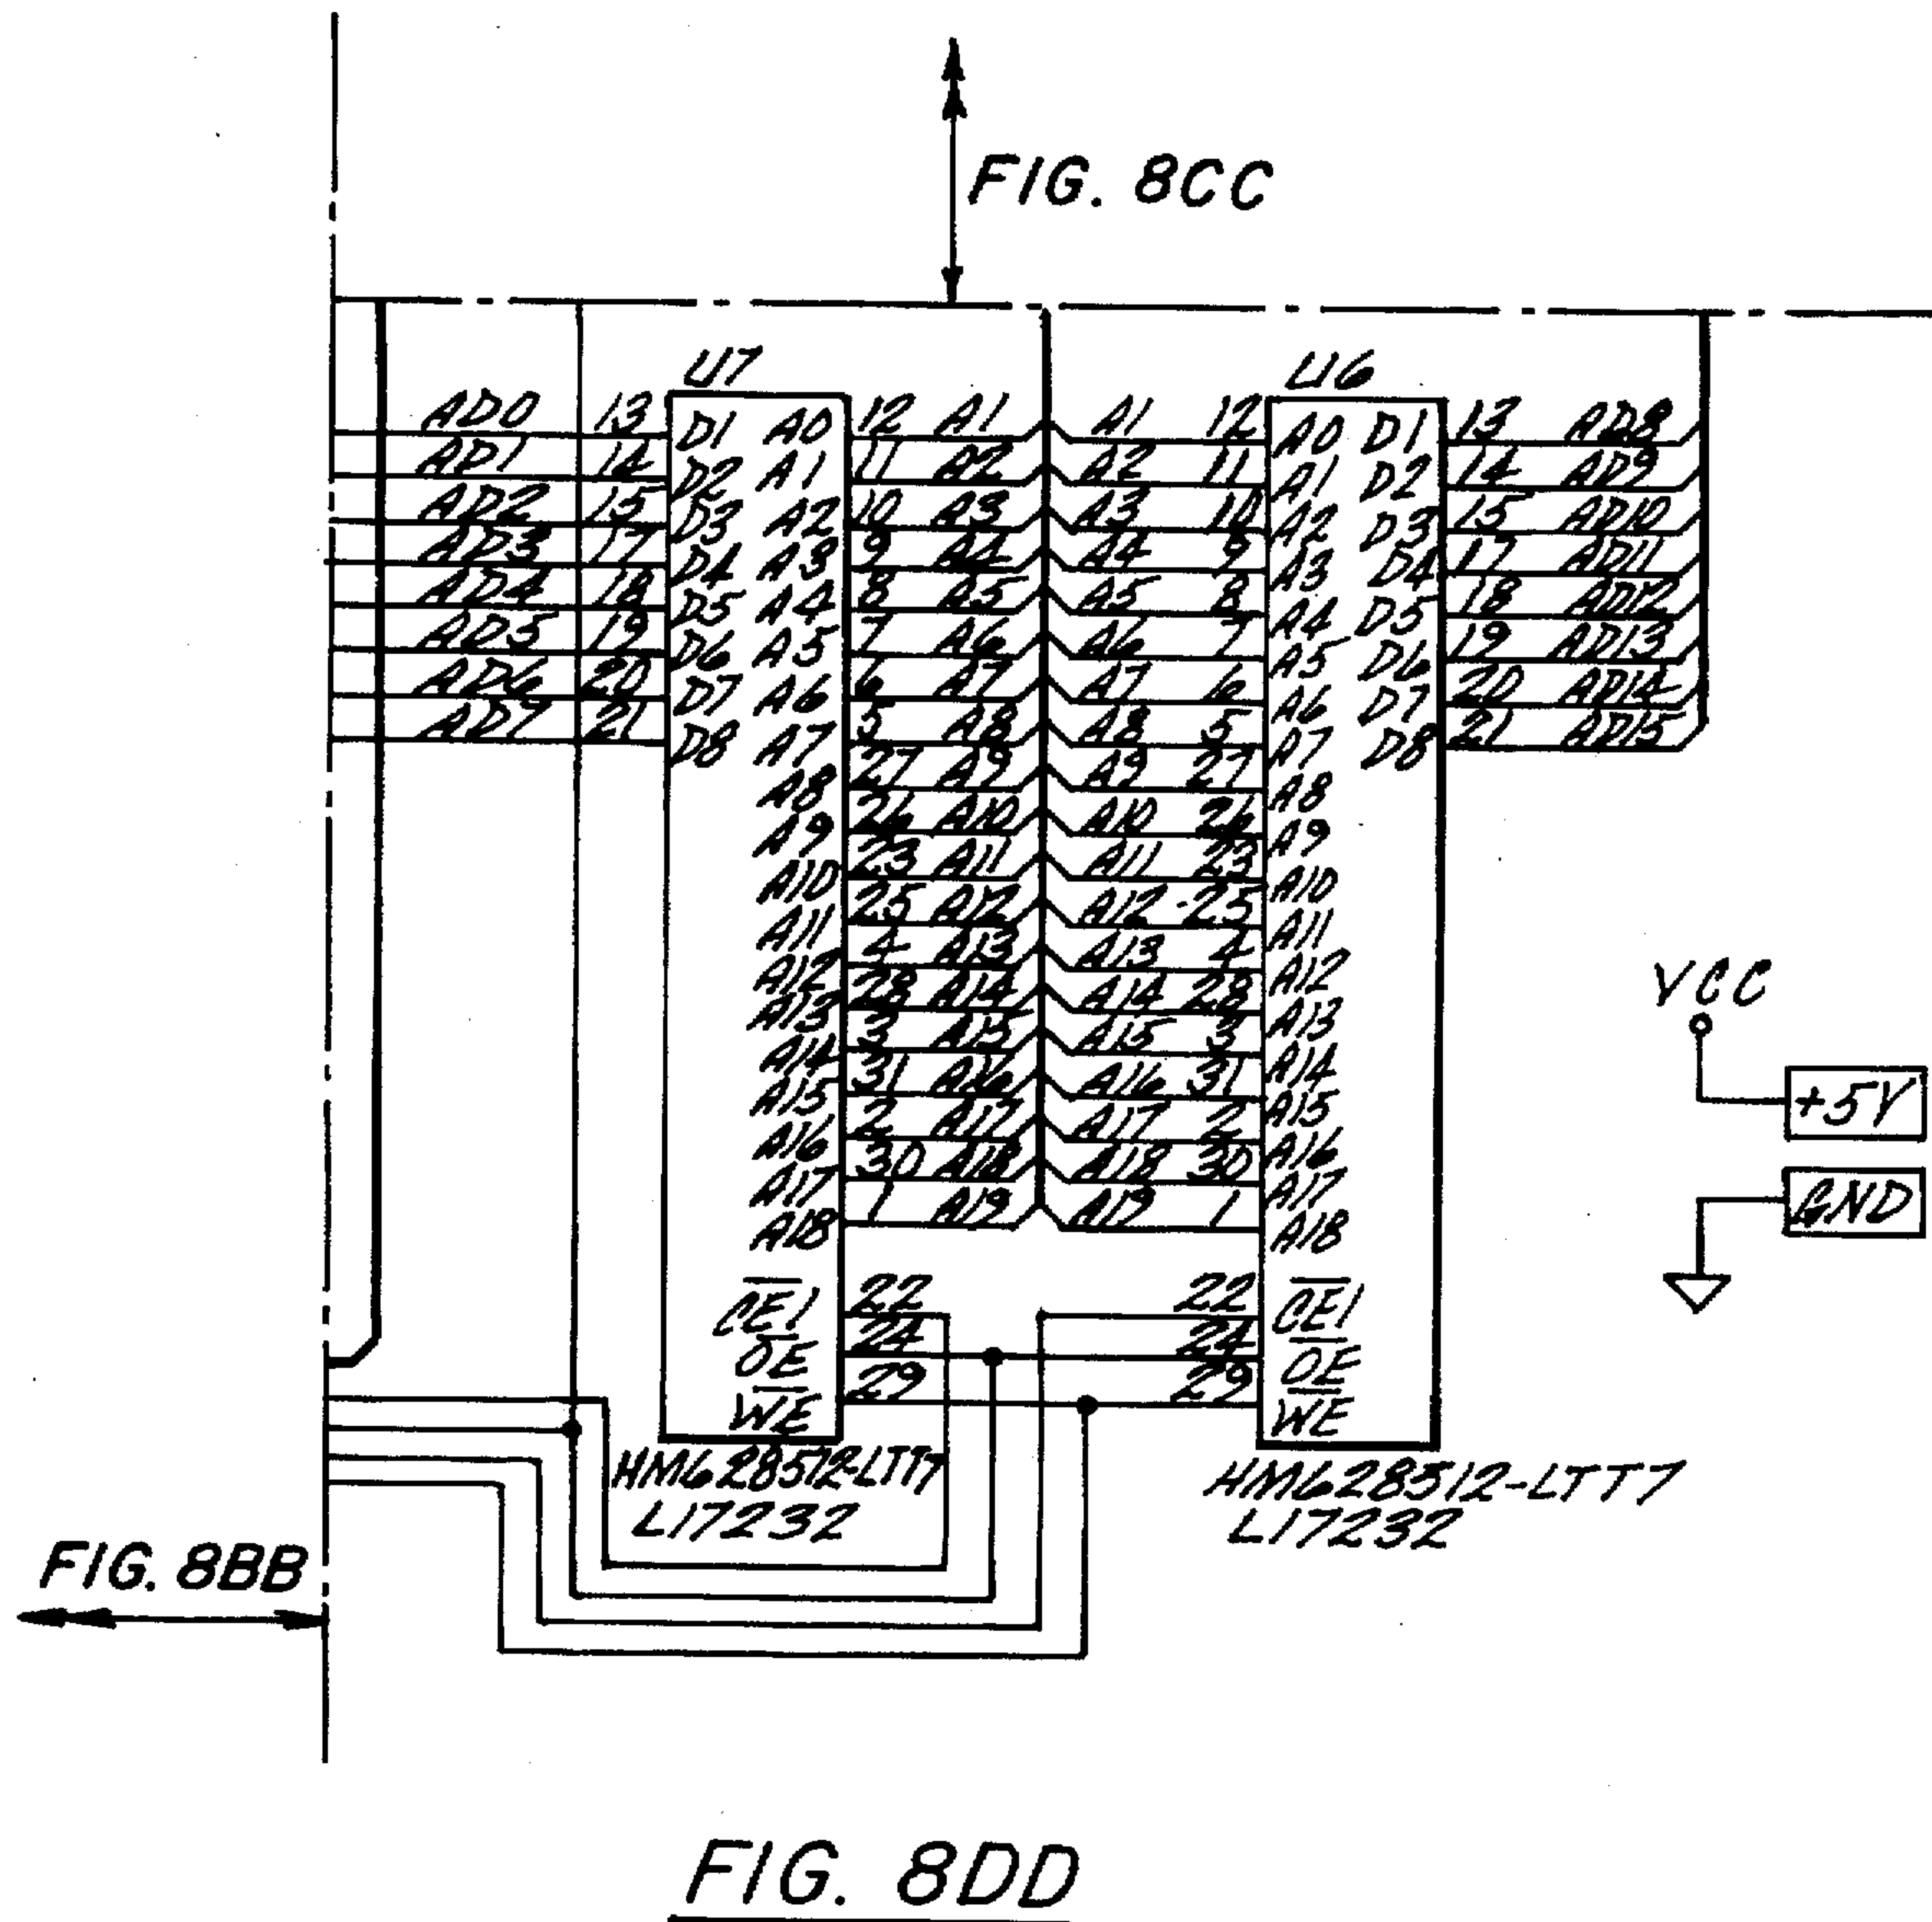 FIG. 8CC
U7
U6
AD0 13 D1 A0 12 A1 A1 12 A0 D1 13 AD8
AD1 14 D2 A1 11 A2 A2 11 A1 D2 14 AD9
AD2 15 D3 A2 10 A3 A3 10 A2 D3 15 AD10
AD3 17 D4 A3 9 A4 A4 9 A3 D4 17 AD11
AD4 18 D5 A4 8 A5 A5 8 A4 D5 18 AD12
AD5 19 D6 A5 7 A6 A6 7 A5 D6 19 AD13
AD6 20 D7 A6 6 A7 A7 6 A6 D7 20 AD14
AD7 21 D8 A7 5 A8 A8 5 A7 D8 21 AD15
A8 27 A9 A9 27 A8
A9 26 A10 A10 26 A9
A10 23 A11 A11 23 A10
A11 25 A12 A12 25 A11
A12 4 A13 A13 4 A12
A13 28 A14 A14 28 A13
A14 3 A15 A15 3 A14
A15 31 A16 A16 31 A15
A16 2 A17 A17 2 A16
A17 30 A18 A18 30 A17
A18 1 A19 A19 1 A18
VCC
+5V
GND
CE1 22 22 CE1
OE 24 24 OE
WE 29 29 WE
HM628512-LTT7
L17232
HM628512-LTT7
L17232
FIG. 8BB
FIG. 8DD